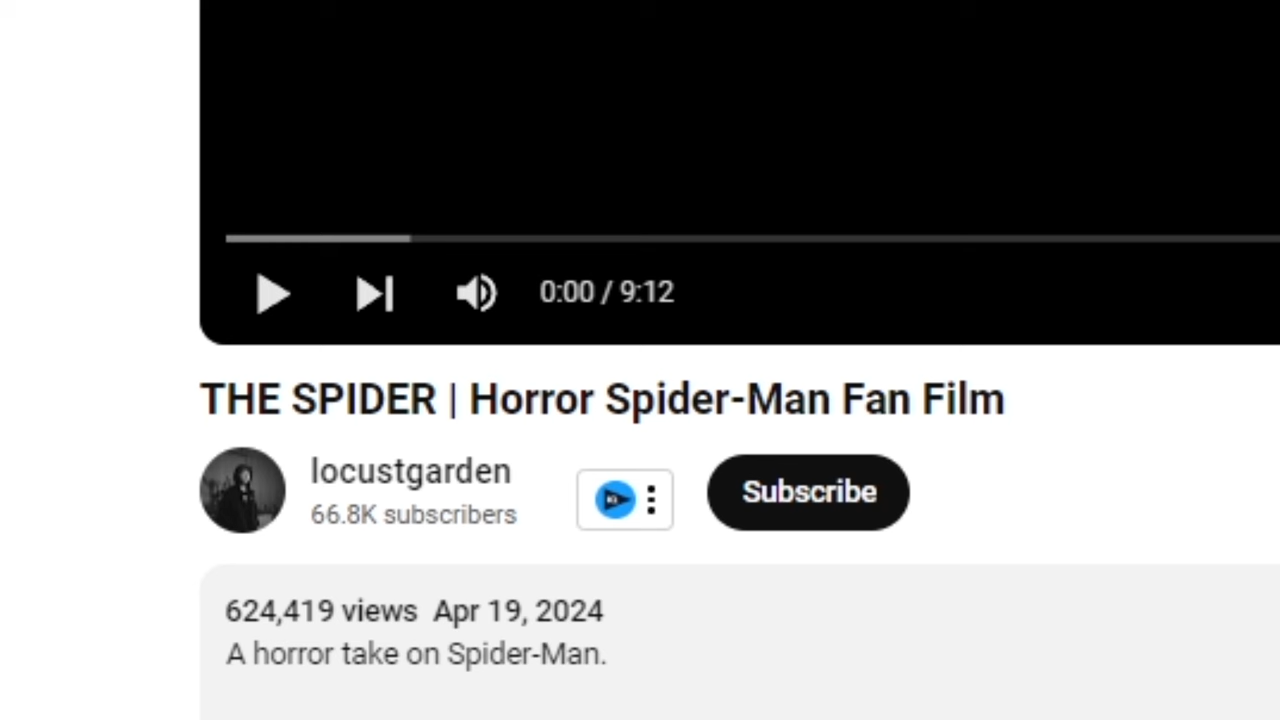 0:00 / 9:12
THE SPIDER | Horror Spider-Man Fan Film
locustgarden
66.8K subscribers
Subscribe
624,419 views Apr 19, 2024
A horror take on Spider-Man.